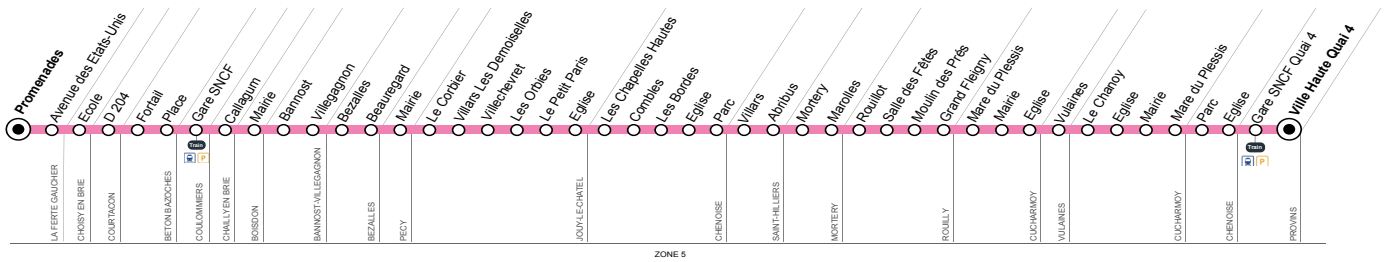 Promenades
Avenue des Etats-Unis
Ecole
D 204
Fortail
Place
Gare SNCF
Callagum
Mairie
Bannost
Villegagnon
Bezalles
Beauregard
Mairie
Le Corbier
Villars Les Demoiselles
Villechevret
Les Orbies
Le Petit Paris
Eglise
Les Chapelles Hautes
Combles
Les Bordes
Eglise
Parc
Villars
Abribus
Mortery
Marolles
Rouillot
Salle des Fêtes
Moulin des Prés
Grand Fleigny
Mare du Plessis
Mairie
Eglise
Vulaines
Le Chanoy
Eglise
Mairie
Mare du Plessis
Parc
Eglise
Gare SNCF Quai 4
Ville Haute Quai 4
Train
P
Train
P
LA FERTE GAUCHER
CHOISY EN BRIE
COURTACON
BETON BAZOCHES
COULOMMIERS
CHAILLY EN BRIE
BOISDON
BANNOST-VILLEGAGNON
BEZALLES
PECY
JOUY-LE-CHATEL
CHENOISE
SAINT-HILLIERS
MORTERY
ROUILLY
CUCHARMOY
VULAINES
CUCHARMOY
CHENOISE
PROVINS
ZONE 5